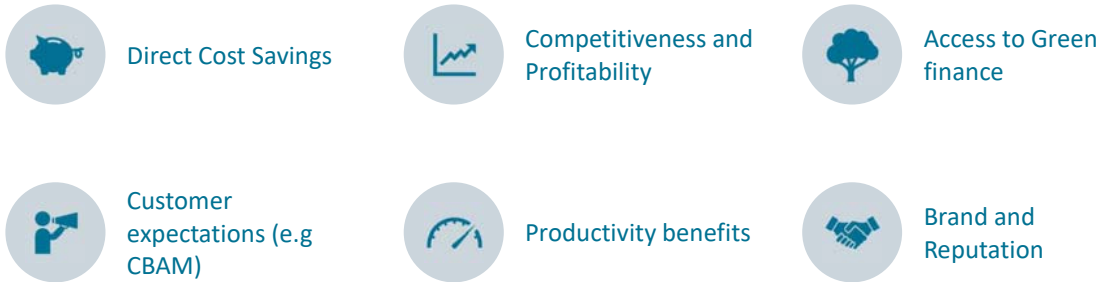 Direct Cost Savings
Competitiveness and
Profitability
Access to Green
finance
Customer
expectations (e.g
CBAM)
Productivity benefits
Brand and
Reputation